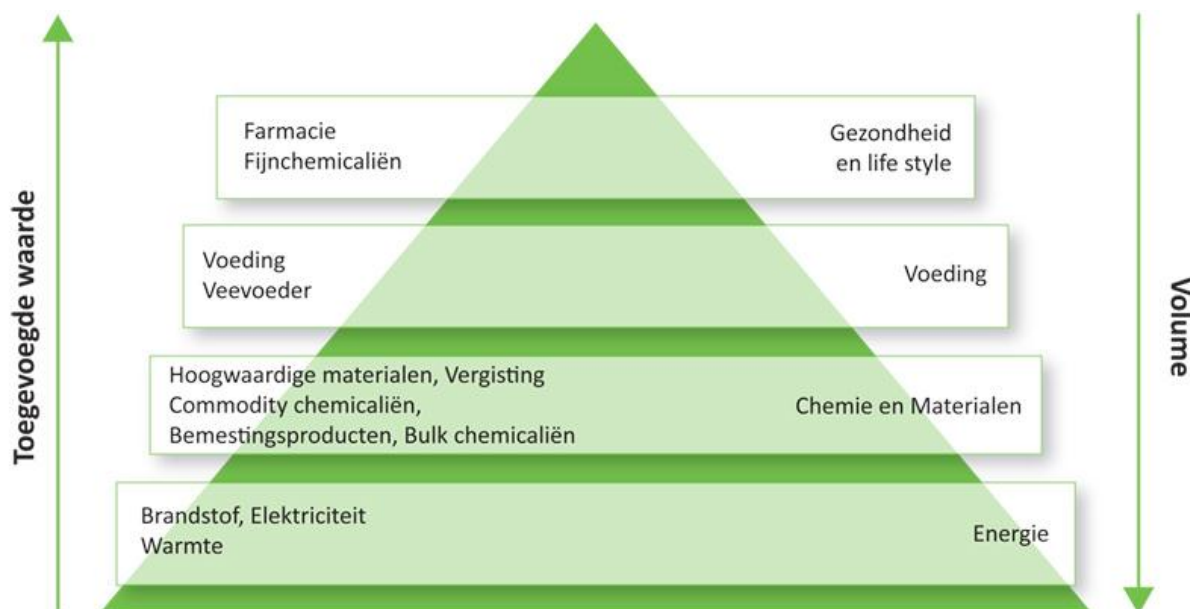 Toegevoegde waarde
Farmacie
Fijnchemicaliën
Gezondheid
en life style
Voeding
Veevoeder
Voeding
Hoogwaardige materialen, Vergisting
Commodity chemicaliën,
Bemestingsproducten, Bulk chemicaliën
Chemie en Materialen
Brandstof, Elektriciteit
Warmte
Energie
Volume